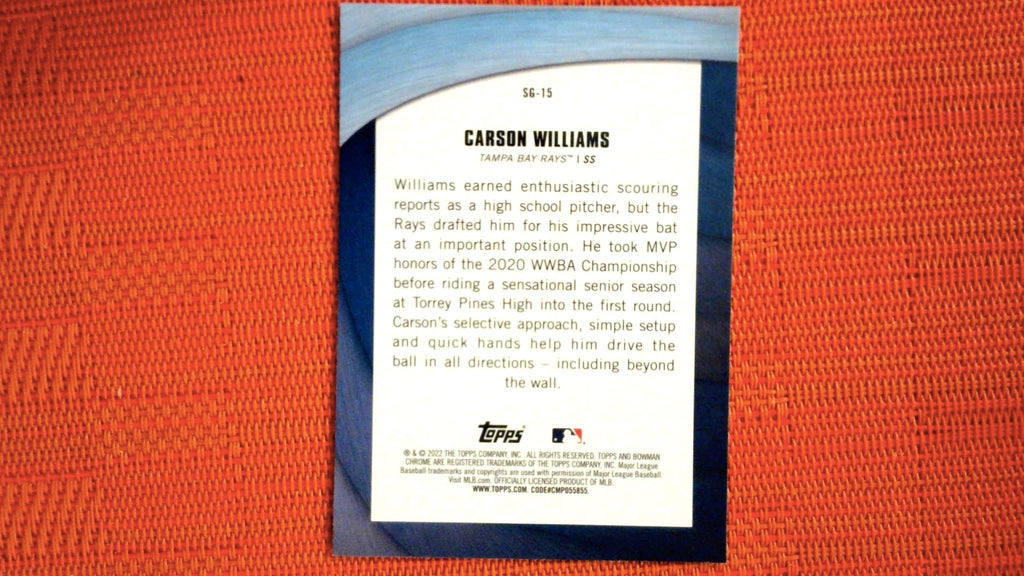 SG-15
CARSON WILLIAMS
TAMPA BAY RAYS™ | SS
Williams earned enthusiastic scouring
reports as a high school pitcher, but the
Rays drafted him for his impressive bat
at an important position. He took MVP
honors of the 2020 WWBA Championship
before riding a sensational senior season
at Torrey Pines High into the first round.
Carson's selective approach, simple setup
and quick hands help him drive the
ball in all directions – including beyond
the wall.
topps®
® & © 2022 THE TOPPS COMPANY, INC. ALL RIGHTS RESERVED. TOPPS AND BOWMAN
CHROME ARE REGISTERED TRADEMARKS OF THE TOPPS COMPANY, INC. Major League
Baseball trademarks and copyrights are used with permission of Major League Baseball.
Visit MLB.com. OFFICIALLY LICENSED PRODUCT OF MLB.
WWW.TOPPS.COM. CODE#CMP055855.